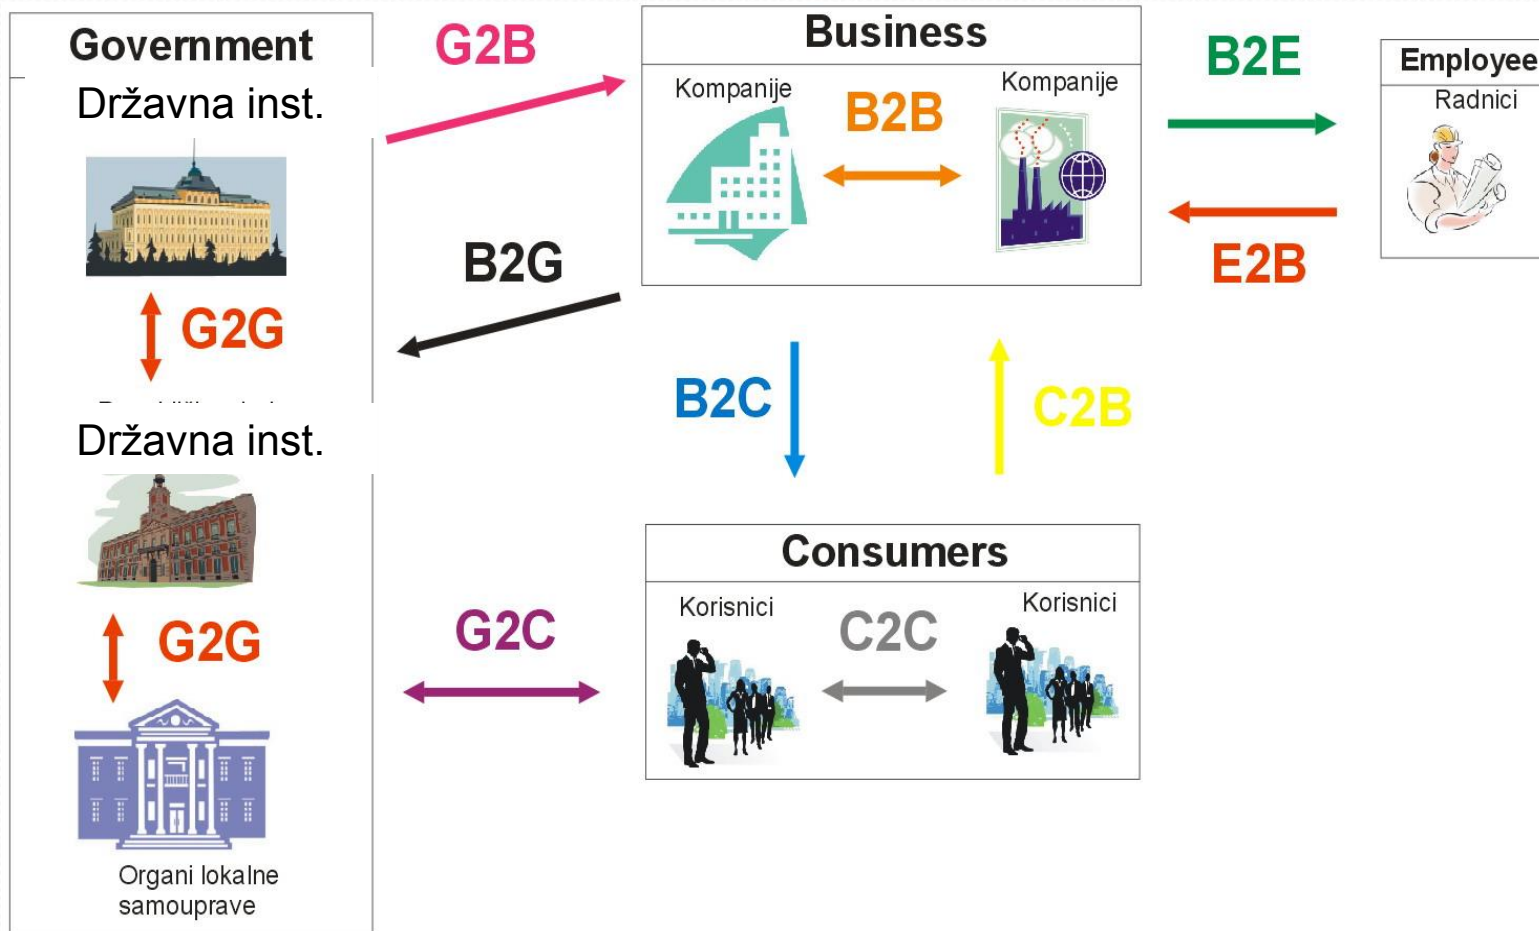 Government
Državna inst.
G2G
Državna inst.
G2G
Organi lokalne
samouprave
G2B
B2G
G2C
Business
Kompanije
B2B
Kompanije
B2C
C2B
Consumers
Korisnici
C2C
Korisnici
B2E
E2B
Employee
Radnici